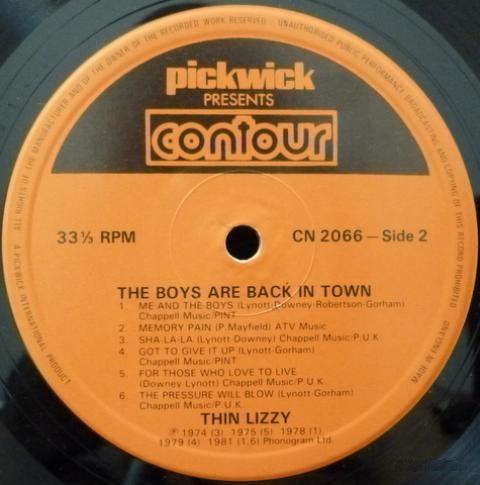 THE RIGHTS OF THE MANUFACTURER AND OF THE OWNER OF THE RECORDED WORK RESERVED - UNAUTHORISED PUBLIC PERFORMANCE BROADCASTING AND COPYING OF THIS RECORD PROHIBITED
pickwick
PRESENTS
contour
33⅓ RPM
CN 2066 – Side 2
THE BOYS ARE BACK IN TOWN
1. ME AND THE BOYS (Lynott-Downey-Robertson-Gorham)
Chappell Music/PINT
2. MEMORY PAIN (P.Mayfield) ATV Music
3. SHA-LA-LA (Lynott-Downey) Chappell Music/P.U.K
4. GOT TO GIVE IT UP (Lynott-Gorham)
Chappell Music/PINT
5. FOR THOSE WHO LOVE TO LIVE
(Downey-Lynott) Chappell Music/P.U.K.
6. THE PRESSURE WILL BLOW (Lynott-Gorham)
Chappell Music/P.U.K.
THIN LIZZY
℗ 1974 (3) 1975 (5) 1978 (1)
1979 (4) 1981 (1,6) Phonogram Ltd.
A PICKWICK INTERNATIONAL PRODUCT
MADE IN ENGLAND